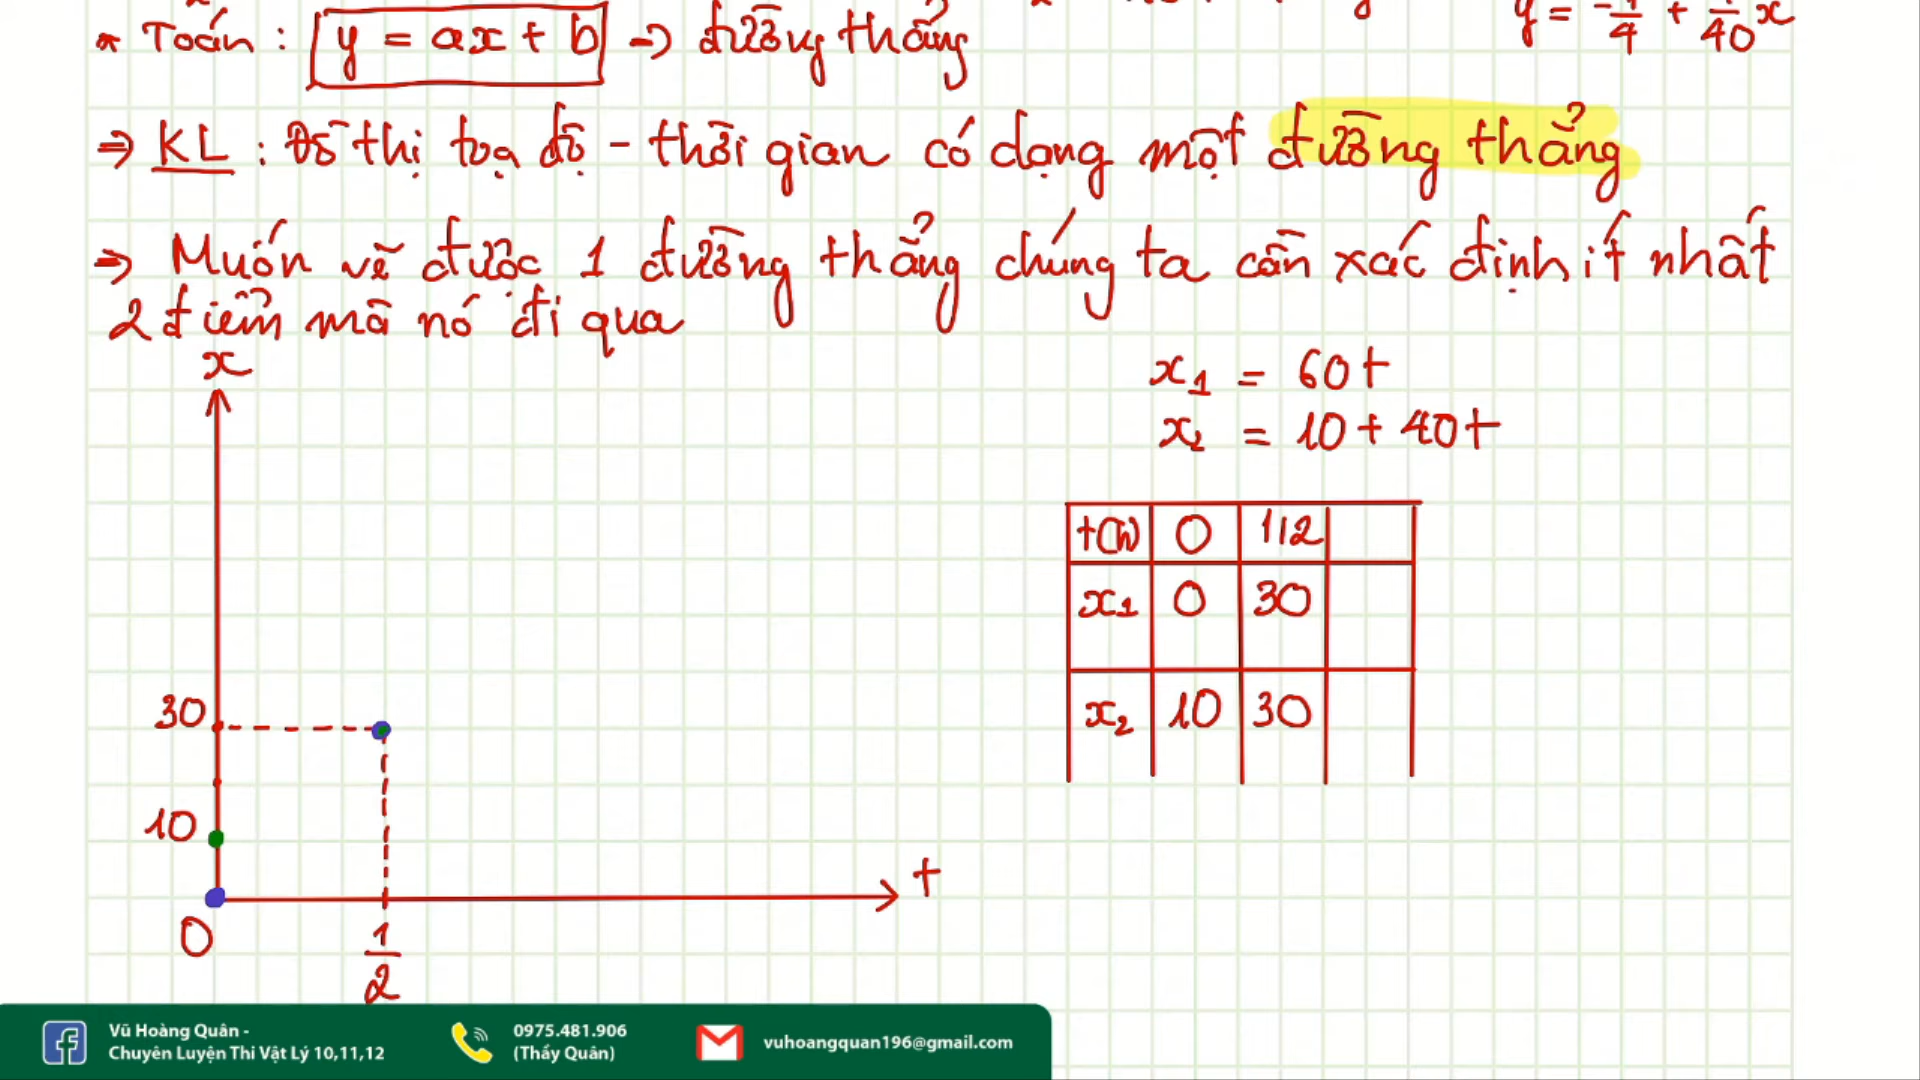 * Toán : y = ax + b => đường thẳng
y = -1/4 + 1/40 x
=> KL : Đồ thị tọa độ - thời gian có dạng một đường thẳng
=> Muốn vẽ được 1 đường thẳng chúng ta cần xác định ít nhất
2 điểm mà nó đi qua
x
x₁ = 60t
x₂ = 10 + 40t
t(h) 0 1/2
x₁ 0 30
x₂ 10 30
30
10
t
0
1/2
Vũ Hoàng Quân -
Chuyên Luyện Thi Vật Lý 10,11,12
0975.481.906
(Thầy Quân)
vuhoangquan196@gmail.com